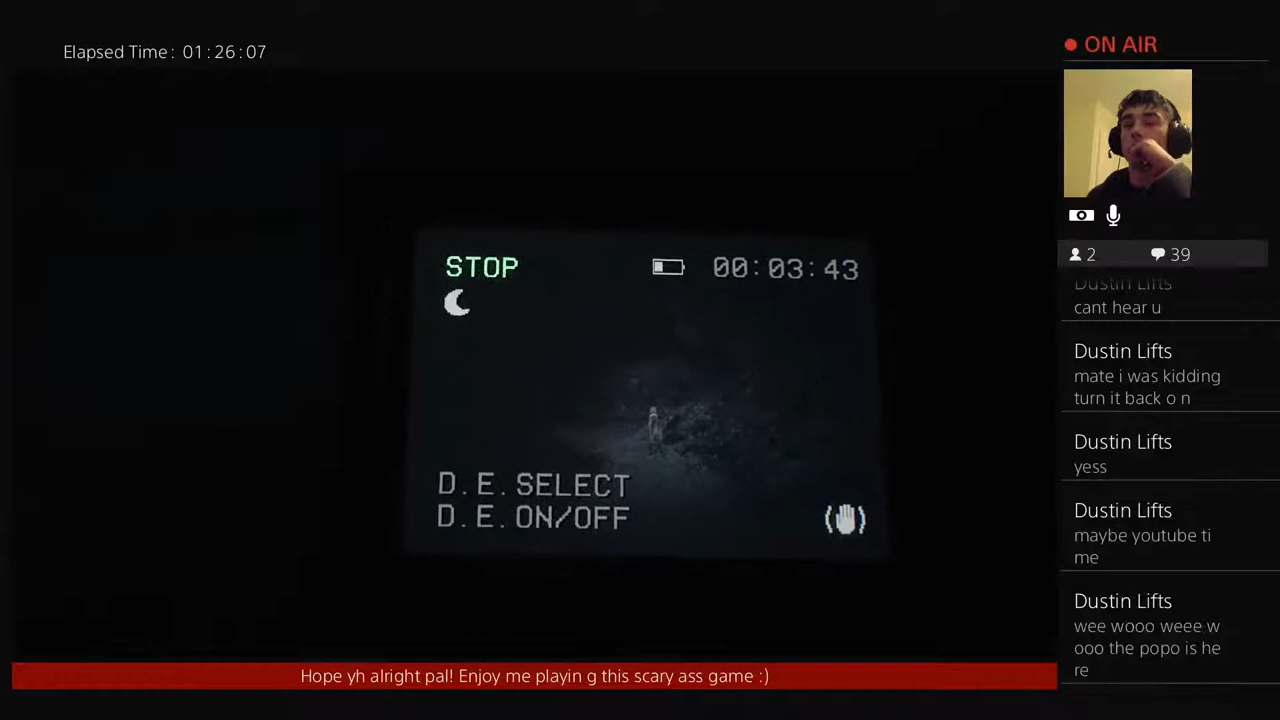 Elapsed Time: 01:26:07
ON AIR
2 39
Dustin Lifts
cant hear u
Dustin Lifts
mate i was kidding
turn it back o n
Dustin Lifts
yess
Dustin Lifts
maybe youtube ti
me
Dustin Lifts
wee wooo weee w
ooo the popo is he
re
STOP 00:03:43
D.E.SELECT
D.E.ON/OFF
Hope yh alright pal! Enjoy me playin g this scary ass game :)